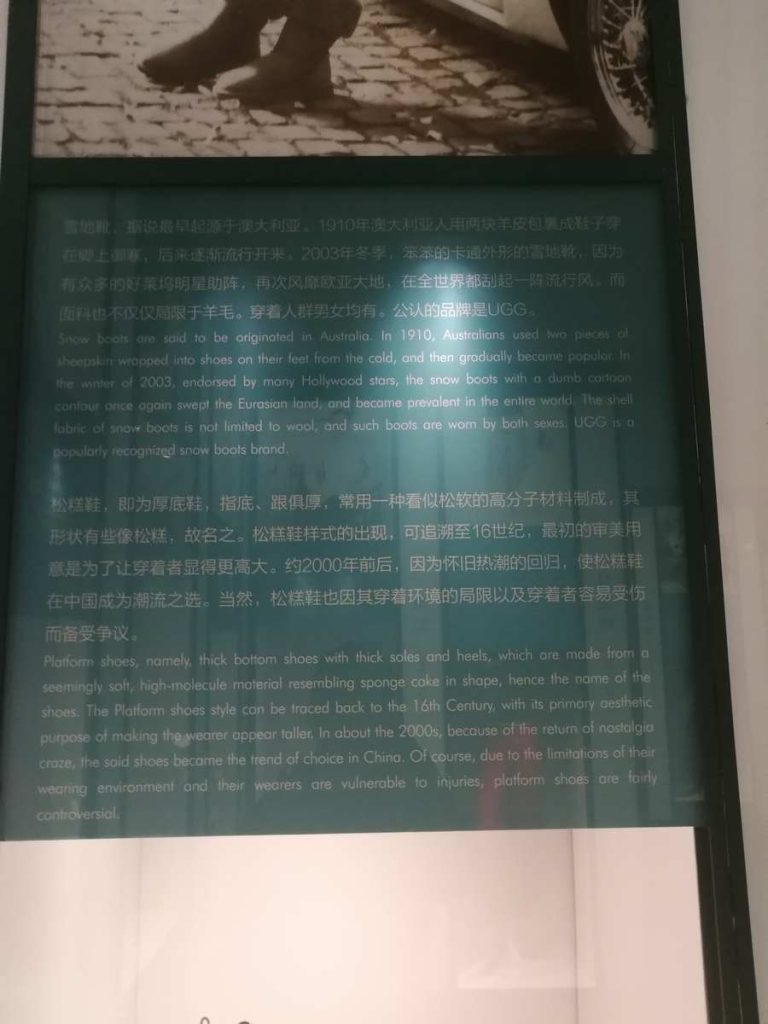 雪地靴，据说最早起源于澳大利亚。1910年澳大利亚人用两块羊皮包裹成鞋子穿
在脚上御寒，后来逐渐流行开来。2003年冬季，笨笨的卡通外形的雪地靴，因为
有众多的好莱坞明星助阵，再次风靡欧亚大地，在全世界都刮起一阵流行风。而
面料也不仅仅局限于羊毛。穿着人群男女均有。公认的品牌是UGG。
Snow boots are said to be originated in Australia. In 1910, Australians used two pieces of
sheepskin wrapped into shoes on their feet from the cold, and then gradually became popular. In
the winter of 2003, endorsed by many Hollywood stars, the snow boots with a dumb cartoon
contour once again swept the Eurasian land, and became prevalent in the entire world. The shell
fabric of snow boots is not limited to wool, and such boots are worn by both sexes. UGG is a
popularly recognized snow boots brand.
松糕鞋，即为厚底鞋，指底、跟俱厚，常用一种看似松软的高分子材料制成，其
形状有些像松糕，故名之。松糕鞋样式的出现，可追溯至16世纪，最初的审美用
意是为了让穿着者显得更高大。约2000年前后，因为怀旧热潮的回归，使松糕鞋
在中国成为潮流之选。当然，松糕鞋也因其穿着环境的局限以及穿着者容易受伤
而备受争议。
Platform shoes, namely, thick bottom shoes with thick soles and heels, which are made from a
seemingly soft, high-molecule material resembling sponge cake in shape, hence the name of the
shoes. The Platform shoes style can be traced back to the 16th Century, with its primary aesthetic
purpose of making the wearer appear taller. In about the 2000s, because of the return of nostalgia
craze, the said shoes became the trend of choice in China. Of course, due to the limitations of their
wearing environment and their wearers are vulnerable to injuries, platform shoes are fairly
controversial.